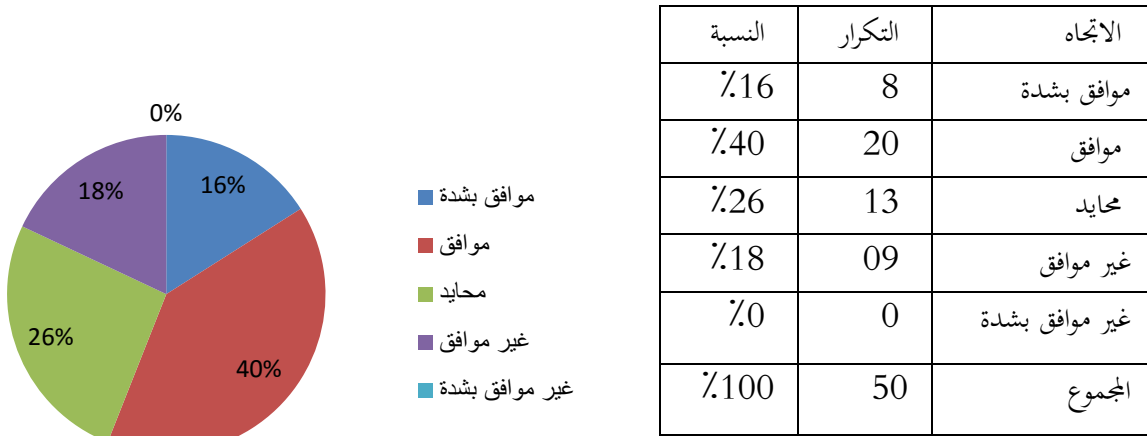 الاتجاه التكرار النسبة
موافق بشدة 8 16٪
موافق 20 40٪
محايد 13 26٪
غير موافق 09 18٪
غير موافق بشدة 0 0٪
المجموع 50 100٪
موافق بشدة
موافق
محايد
غير موافق
غير موافق بشدة
0%
16%
18%
26%
40%